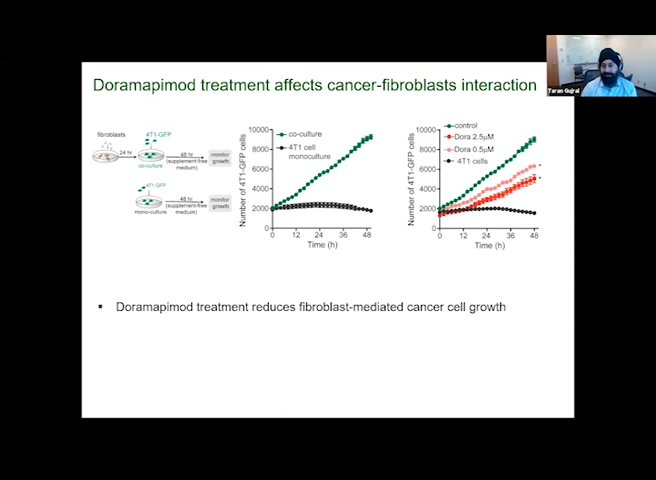 Taran Gujral
Doramapimod treatment affects cancer-fibroblasts interaction
fibroblasts
24 hr
4T1-GFP
co-culture
48 hr
(supplement-free
medium)
monitor
growth
4T1-GFP
mono-culture
48 hr
(supplement-free
medium)
monitor
growth
Number of 4T1-GFP cells
10000
8000
6000
4000
2000
0
0 12 24 36 48
Time (h)
co-culture
4T1 cell
monoculture
Number of 4T1-GFP cells
10000
8000
6000
4000
2000
0
0 12 24 36 48
Time (h)
control
Dora 2.5µM
Dora 0.5µM
4T1 cells
Doramapimod treatment reduces fibroblast-mediated cancer cell growth